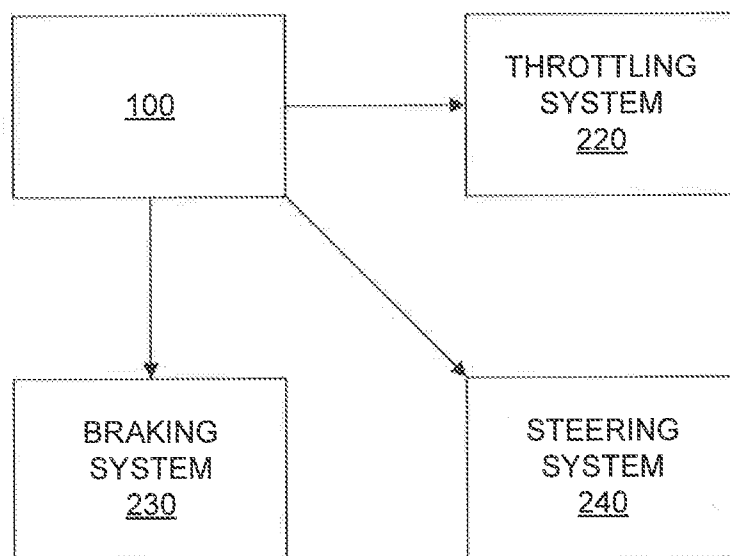 100
THROTTLING
SYSTEM
220
BRAKING
SYSTEM
230
STEERING
SYSTEM
240